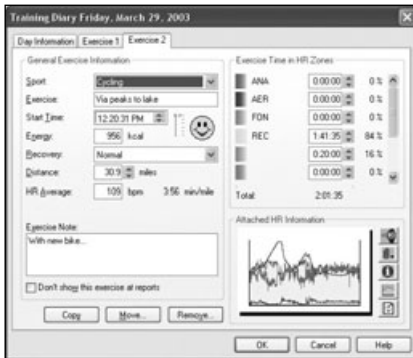 Training Diary Friday, March 29, 2003
Day Information Exercise 1 Exercise 2
General Exercise Information
Sport: Cycling
Exercise: Via peaks to lake
Start Time: 12:20:31 PM
Energy: 956 kcal
Recovery: Normal
Distance: 30.9 miles
HR Average: 109 bpm 3:56 min/mile
Exercise Note:
With new bike...
Don't show this exercise at reports
Copy Move... Remove...
Exercise Time in HR Zones
ANA 0:00:00 0 %
AER 0:00:00 0 %
FON 0:00:00 0 %
REC 1:41:35 84 %
0:20:00 16 %
0:00:00 0 %
Total: 2:01:35
Attached HR Information
OK Cancel Help